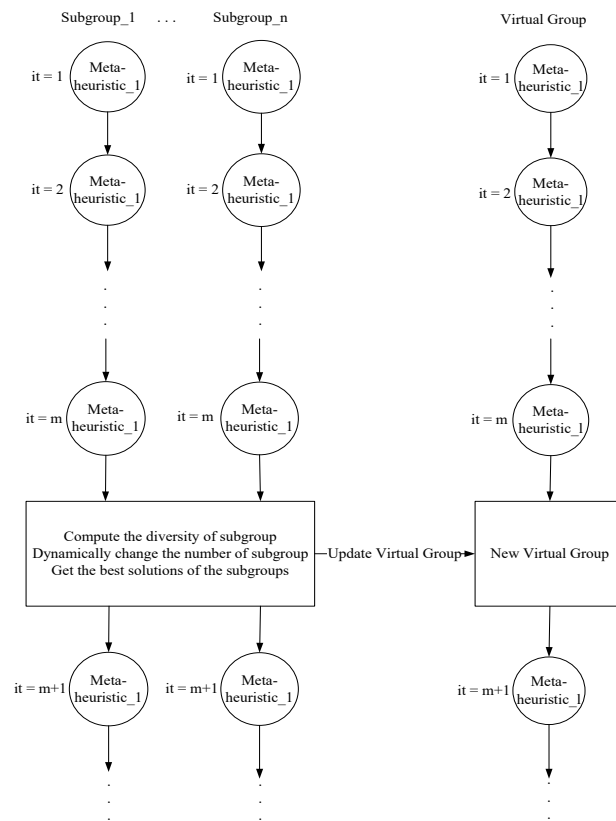 Subgroup_1 . . . Subgroup_n Virtual Group
it = 1 Meta-
heuristic_1
it = 1 Meta-
heuristic_1
it = 1 Meta-
heuristic_1
it = 2 Meta-
heuristic_1
it = 2 Meta-
heuristic_1
it = 2 Meta-
heuristic_1
. . .
. . .
. . .
it = m Meta-
heuristic_1
it = m Meta-
heuristic_1
it = m Meta-
heuristic_1
Compute the diversity of subgroup
Dynamically change the number of subgroup
Get the best solutions of the subgroups
Update Virtual Group
New Virtual Group
it = m+1 Meta-
heuristic_1
it = m+1 Meta-
heuristic_1
it = m+1 Meta-
heuristic_1
. . .
. . .
. . .